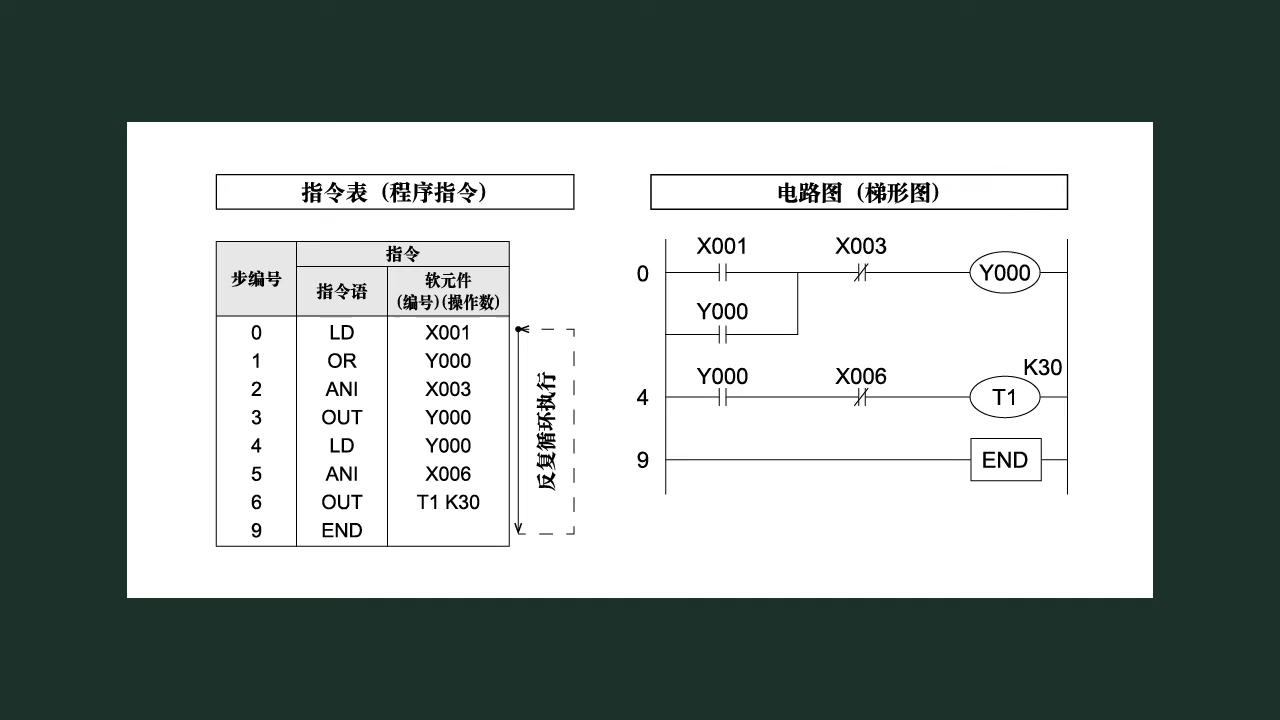 指令表（程序指令）
步编号
指令
指令语
软元件
(编号)(操作数)
0 LD X001
1 OR Y000
2 ANI X003
3 OUT Y000
4 LD Y000
5 ANI X006
6 OUT T1 K30
9 END
反复循环执行
电路图（梯形图）
X001 X003
0 Y000
Y000
Y000 X006 K30
4 T1
9 END